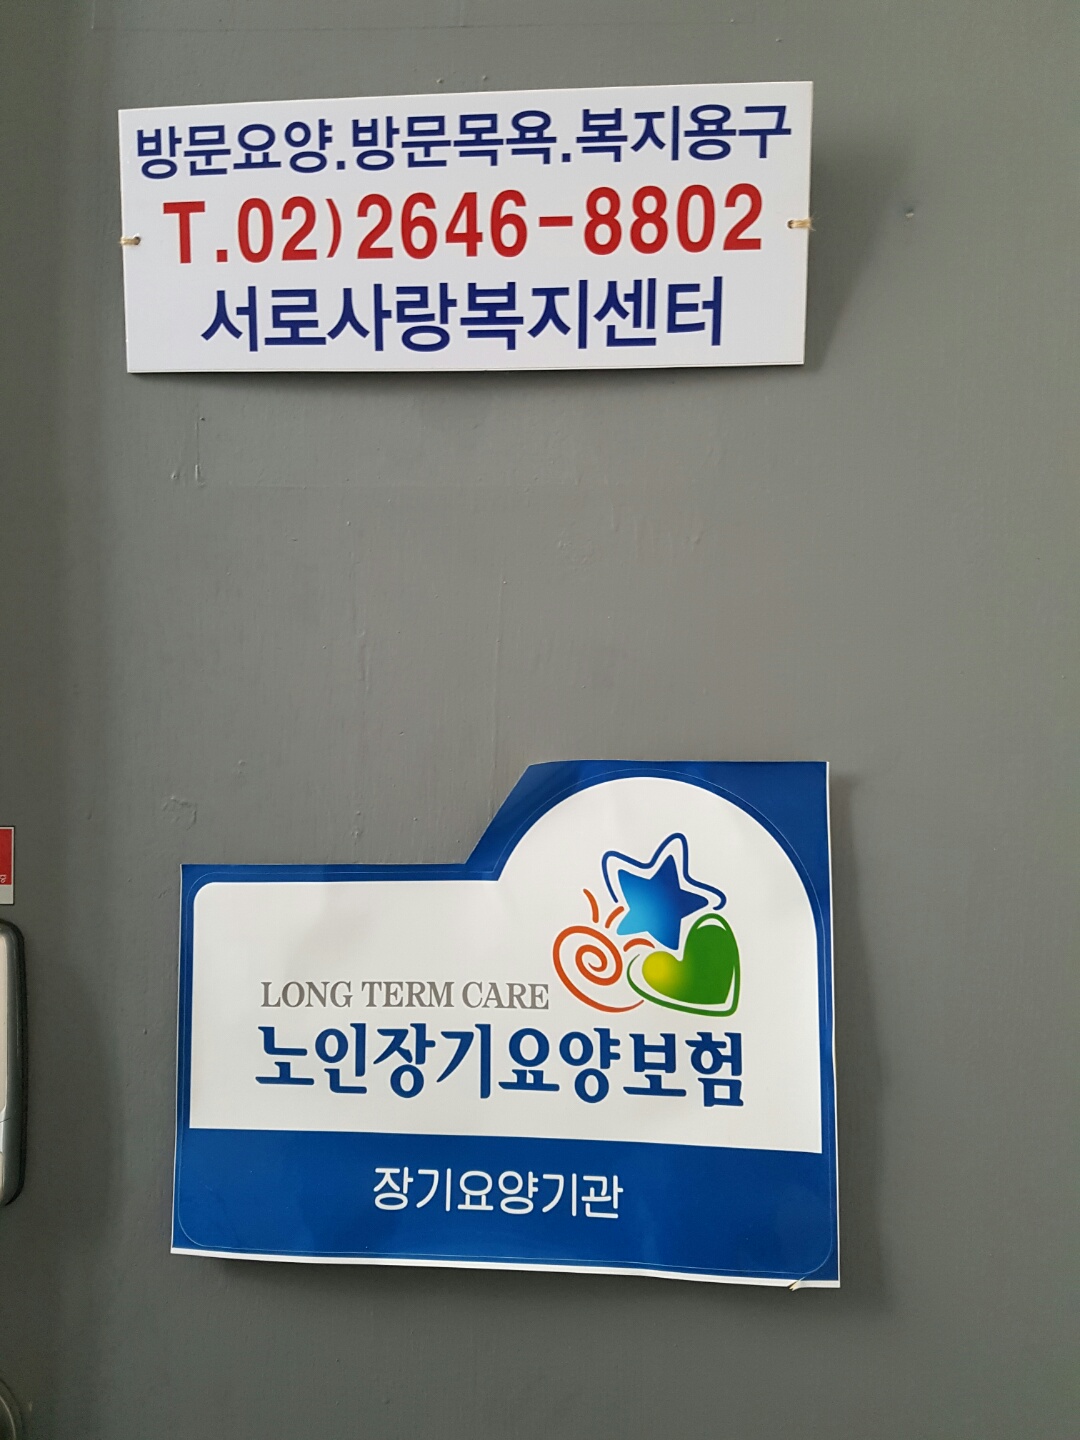 방문요양.방문목욕.복지용구
T.02)2646-8802
서로사랑복지센터
LONG TERM CARE
노인장기요양보험
장기요양기관